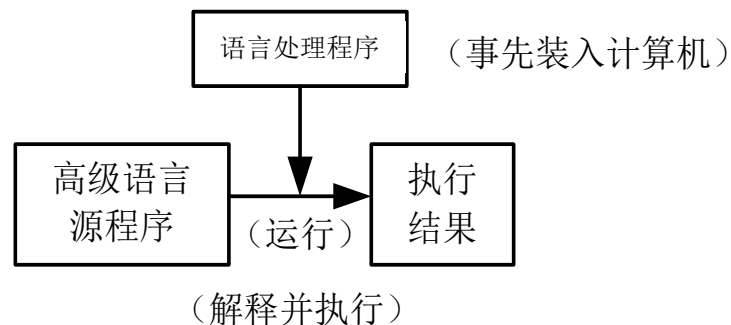 语言处理程序
（事先装入计算机）
高级语言
源程序
（运行）
执行
结果
（解释并执行）